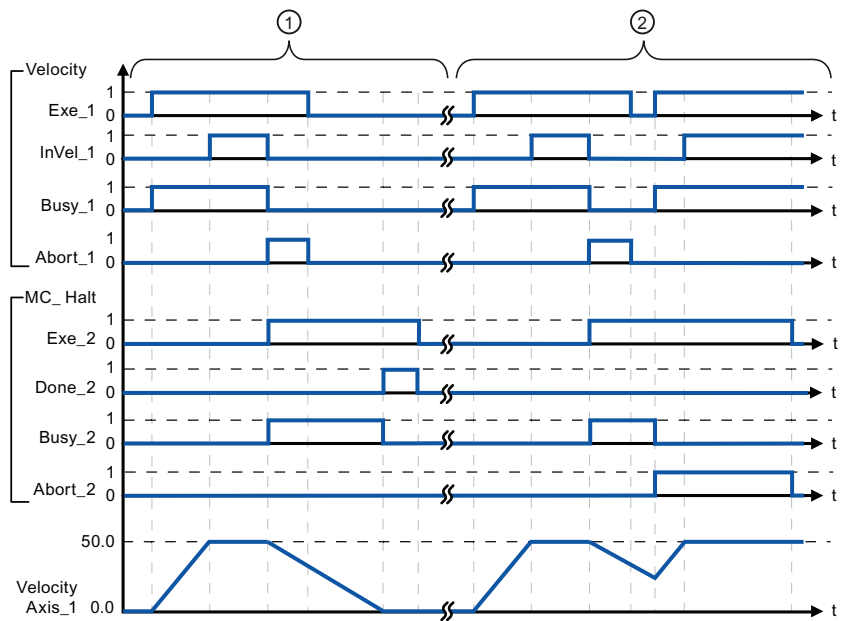 1 2
Velocity
1
Exe_1 0 t
1
InVel_1 0 t
1
Busy_1 0 t
1
Abort_1 0 t
MC_ Halt
1
Exe_2 0 t
1
Done_2 0 t
1
Busy_2 0 t
1
Abort_2 0 t
50.0
Velocity
Axis_1 0.0 t